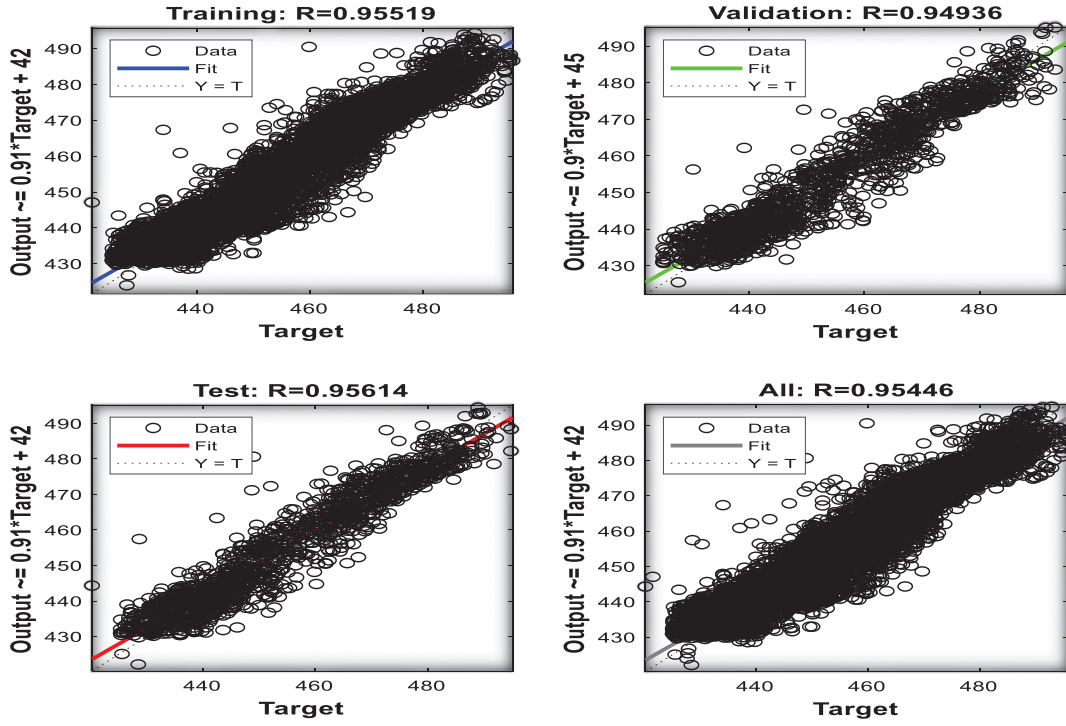 Training: R=0.95519
Output ~= 0.91*Target + 42
490
480
470
460
450
440
430
Data
Fit
Y = T
440
460
480
Target
Validation: R=0.94936
Output ~= 0.9*Target + 45
490
480
470
460
450
440
430
Data
Fit
Y = T
440
460
480
Target
Test: R=0.95614
Output ~= 0.91*Target + 42
490
480
470
460
450
440
430
Data
Fit
Y = T
440
460
480
Target
All: R=0.95446
Output ~= 0.91*Target + 42
490
480
470
460
450
440
430
Data
Fit
Y = T
440
460
480
Target